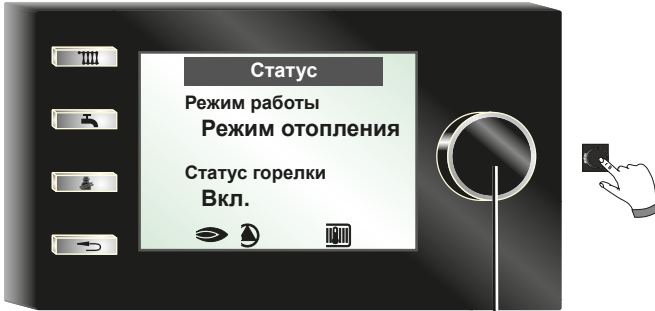 Статус
Режим работы
Режим отопления
Статус горелки
Вкл.